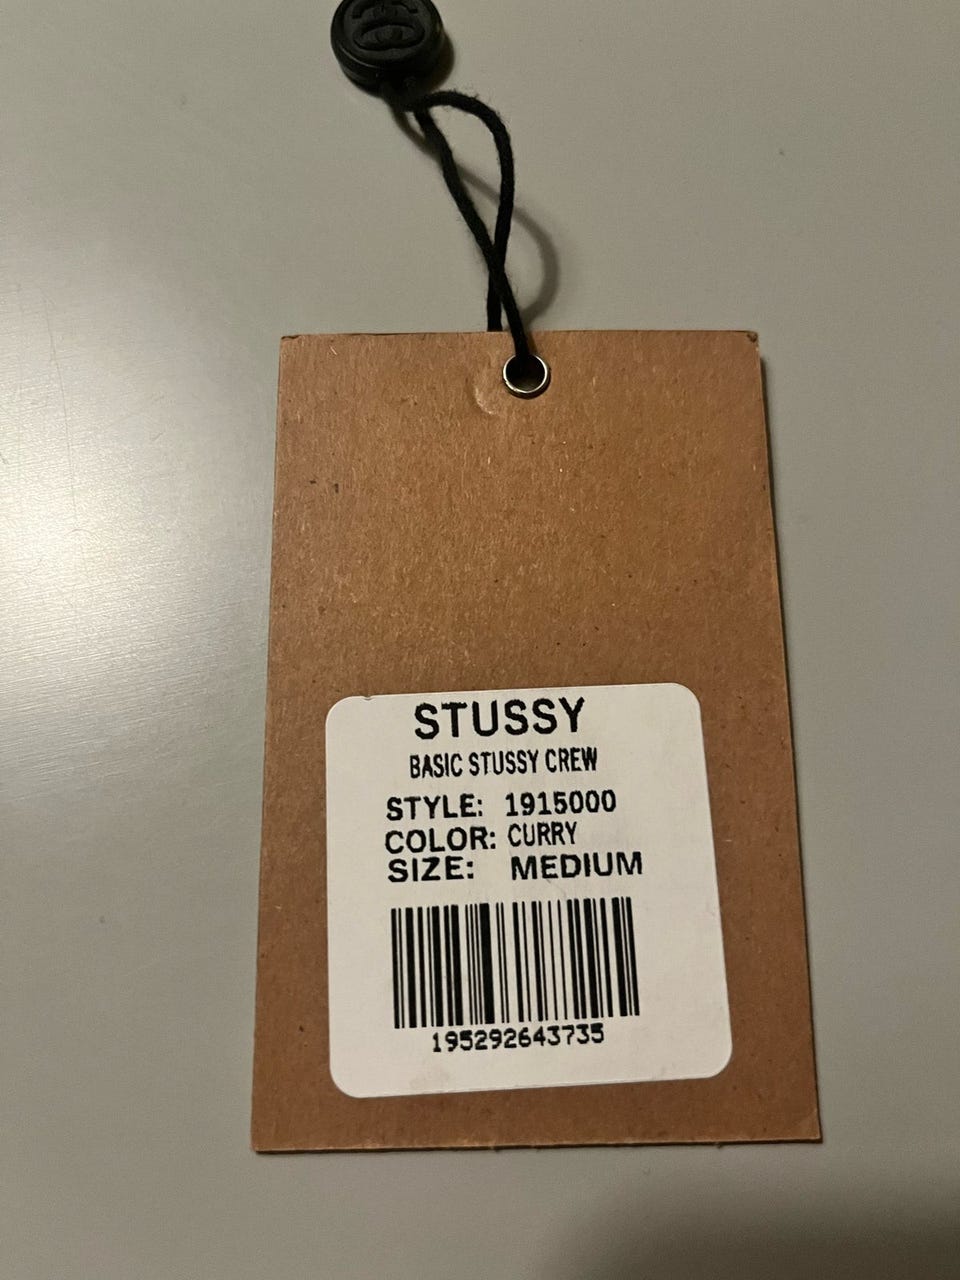 STUSSY
BASIC STUSSY CREW
STYLE: 1915000
COLOR: CURRY
SIZE: MEDIUM
195292643735